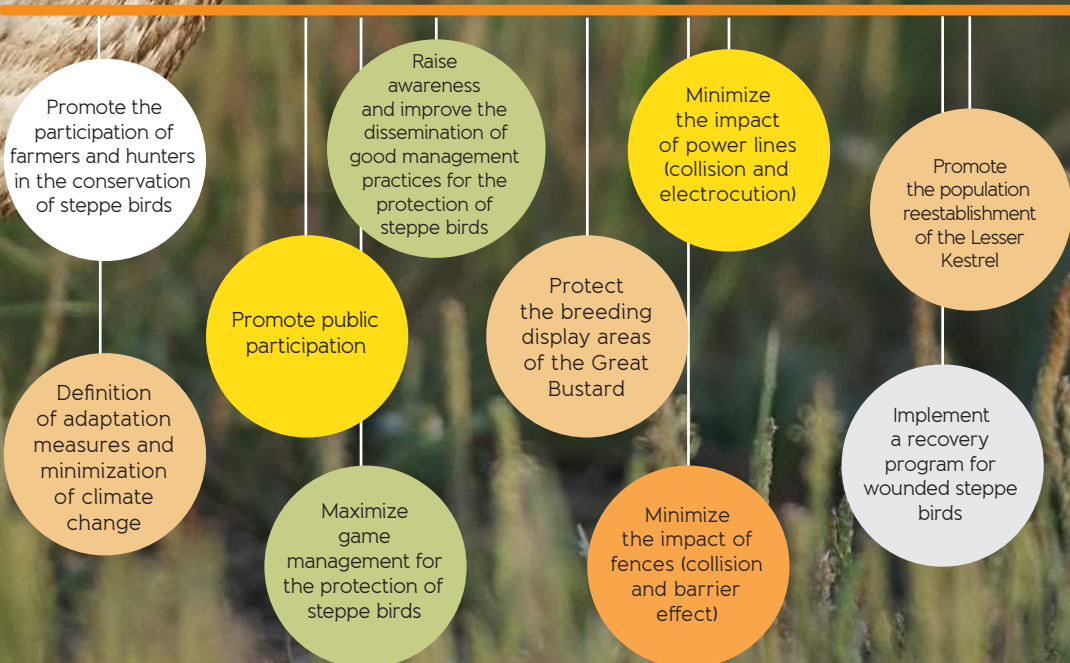 Promote the
participation of
farmers and hunters
in the conservation
of steppe birds
Raise
awareness
and improve the
dissemination of
good management
practices for the
protection of
steppe birds
Minimize
the impact
of power lines
(collision and
electrocution)
Promote
the population
reestablishment
of the Lesser
Kestrel
Promote public
participation
Protect
the breeding
display areas
of the Great
Bustard
Definition
of adaptation
measures and
minimization
of climate
change
Maximize
game
management for
the protection of
steppe birds
Minimize
the impact of
fences (collision
and barrier
effect)
Implement
a recovery
program for
wounded steppe
birds